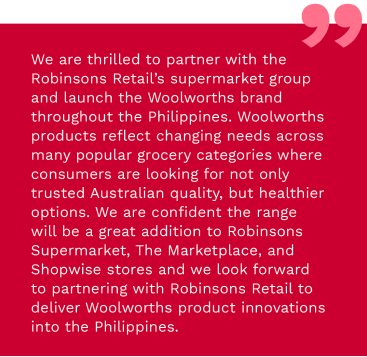 We are thrilled to partner with the
Robinsons Retail’s supermarket group
and launch the Woolworths brand
throughout the Philippines. Woolworths
products reflect changing needs across
many popular grocery categories where
consumers are looking for not only
trusted Australian quality, but healthier
options. We are confident the range
will be a great addition to Robinsons
Supermarket, The Marketplace, and
Shopwise stores and we look forward
to partnering with Robinsons Retail to
deliver Woolworths product innovations
into the Philippines.